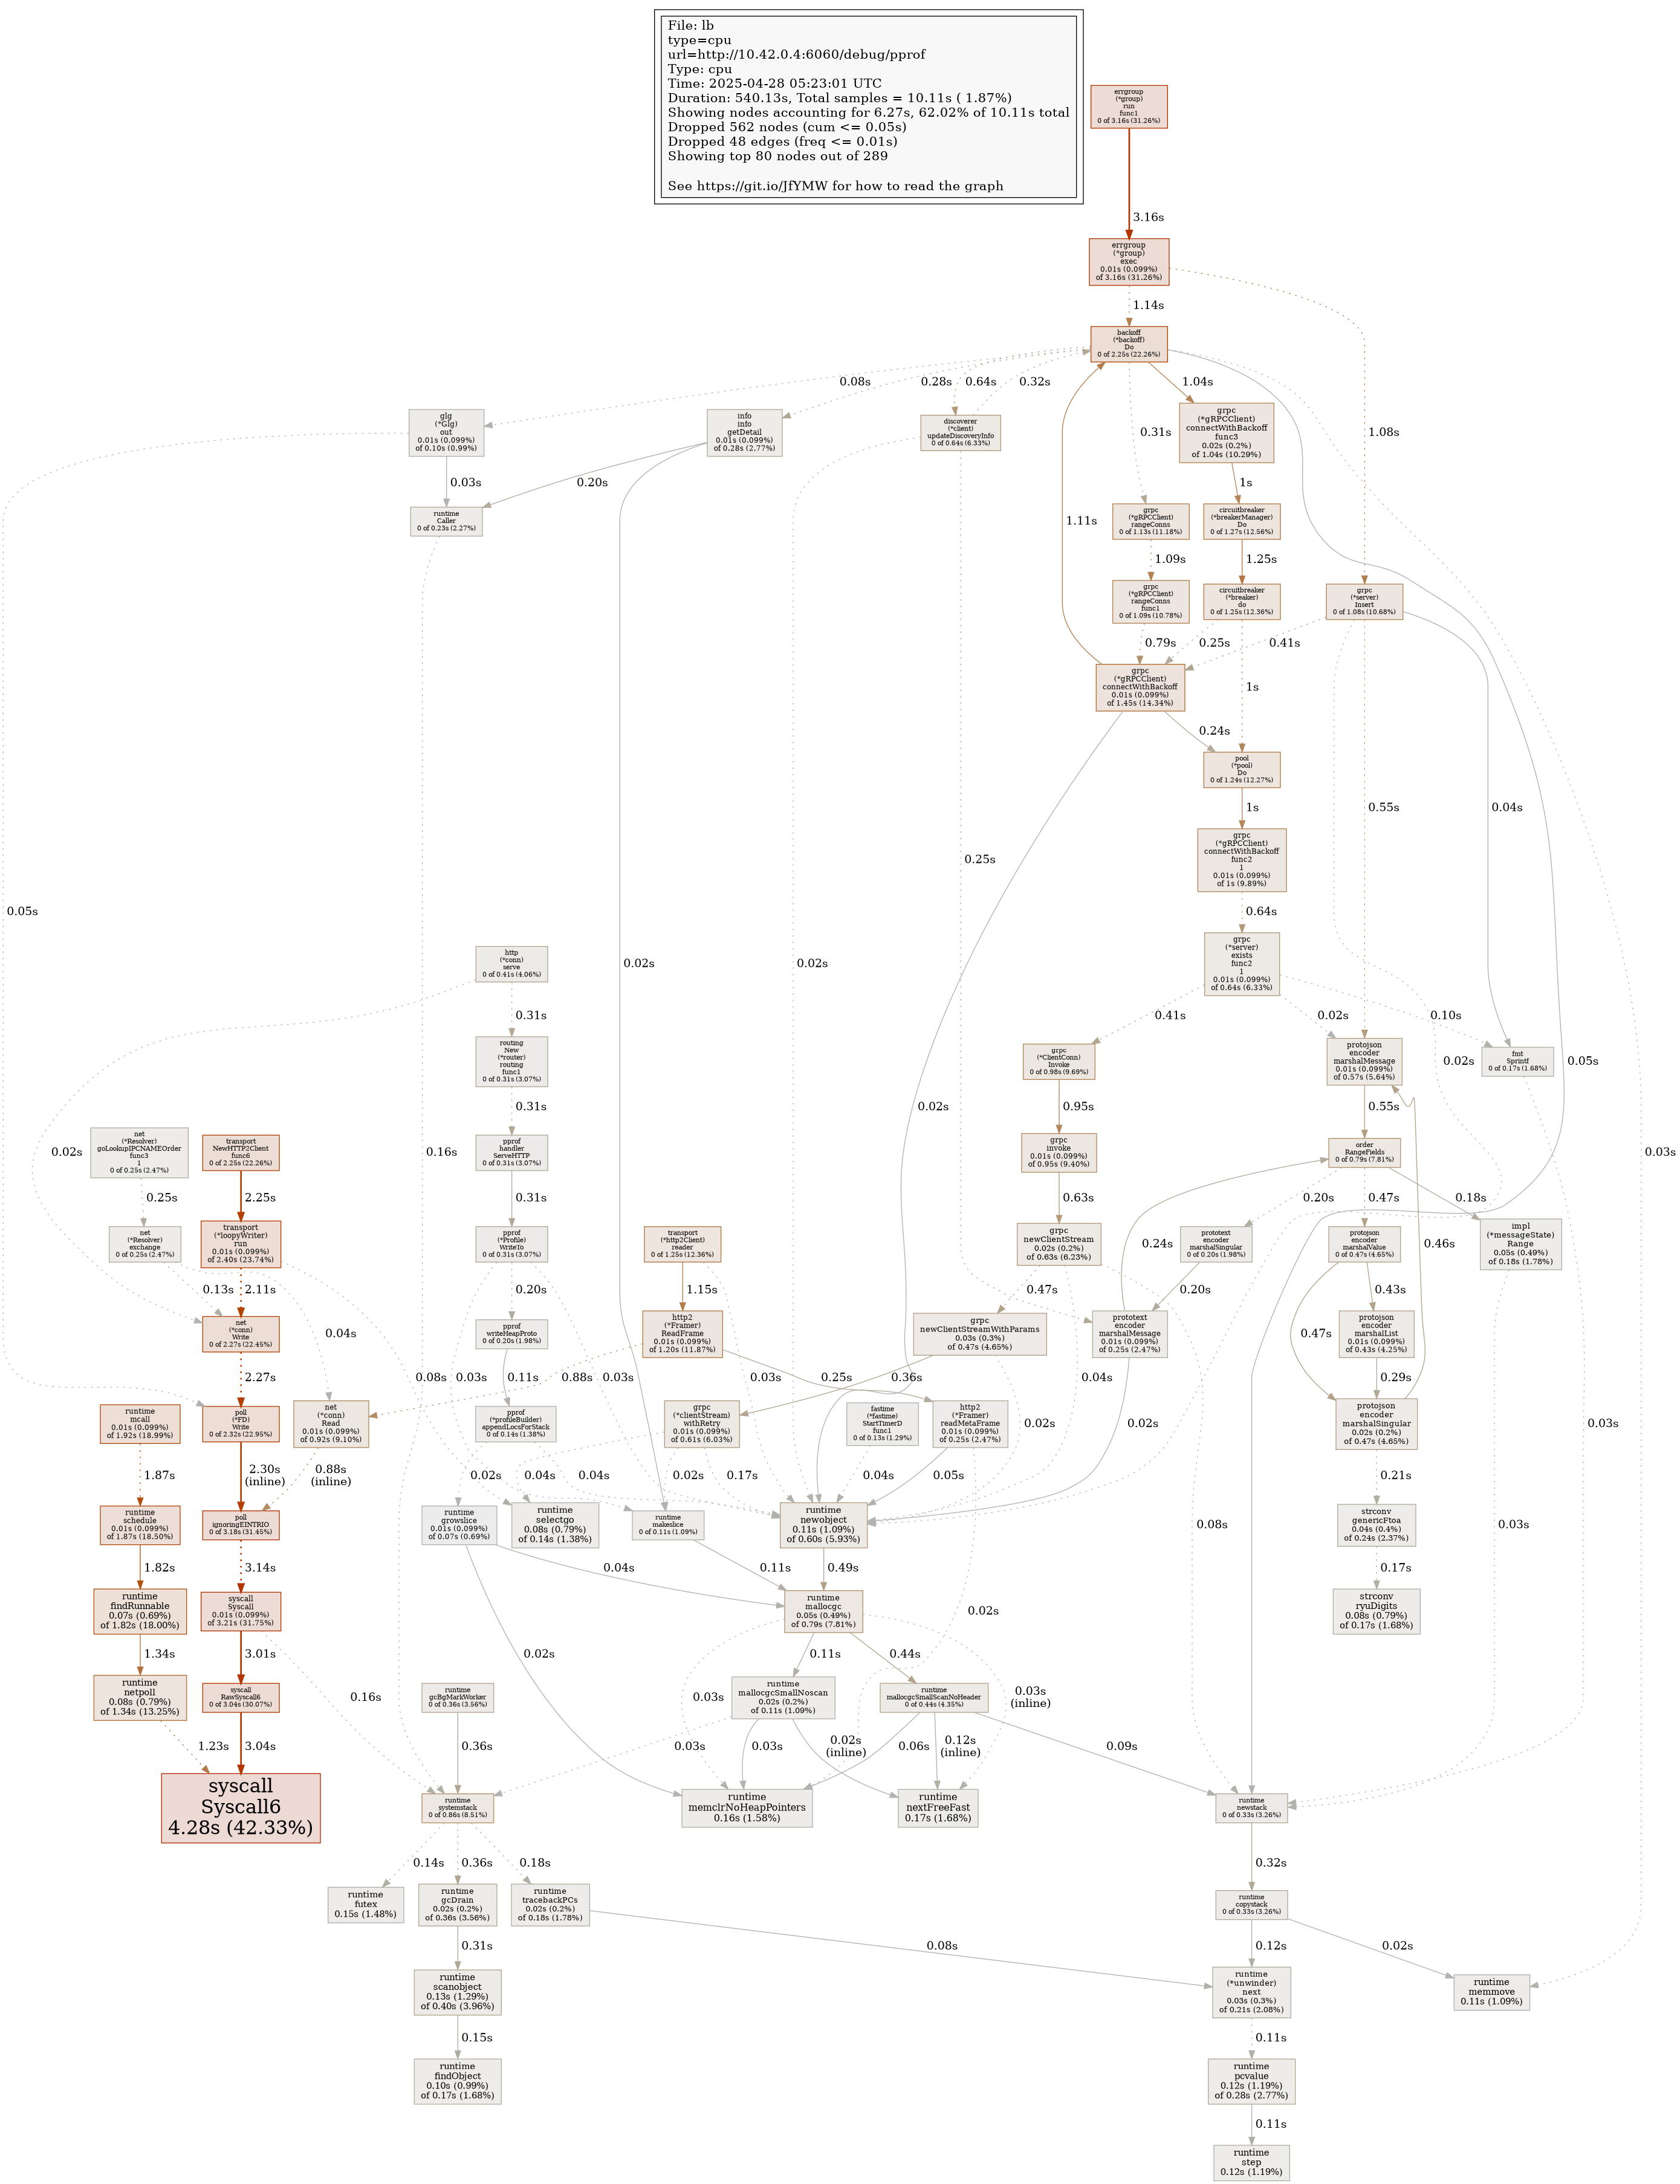 File: lb
type=cpu
url=http://10.42.0.4:6060/debug/pprof
Type: cpu
Time: 2025-04-28 05:23:01 UTC
Duration: 540.13s, Total samples = 10.11s ( 1.87%)
Showing nodes accounting for 6.27s, 62.02% of 10.11s total
Dropped 562 nodes (cum <= 0.05s)
Dropped 48 edges (freq <= 0.01s)
Showing top 80 nodes out of 289
See https://git.io/JfYMW for how to read the graph
errgroup
(*group)
run
func1
0 of 3.16s (31.26%)
3.16s
errgroup
(*group)
exec
0.01s (0.099%)
of 3.16s (31.26%)
1.14s
backoff
(*backoff)
Do
0 of 2.25s (22.26%)
0.08s
0.28s
0.64s
0.32s
1.04s
0.31s
1.08s
glg
(*Glg)
out
0.01s (0.099%)
of 0.10s (0.99%)
info
info
getDetail
0.01s (0.099%)
of 0.28s (2.77%)
discoverer
(*client)
updateDiscoveryInfo
0 of 0.64s (6.33%)
grpc
(*gRPCClient)
connectWithBackoff
func3
0.02s (0.2%)
of 1.04s (10.29%)
0.03s
0.20s
1s
1.11s
runtime
Caller
0 of 0.23s (2.27%)
grpc
(*gRPCClient)
rangeConns
0 of 1.13s (11.18%)
circuitbreaker
(*breakerManager)
Do
0 of 1.27s (12.56%)
1.09s
1.25s
grpc
(*gRPCClient)
rangeConns
func1
0 of 1.09s (10.78%)
circuitbreaker
(*breaker)
do
0 of 1.25s (12.36%)
grpc
(*server)
Insert
0 of 1.08s (10.68%)
0.79s
0.25s
0.41s
grpc
(*gRPCClient)
connectWithBackoff
0.01s (0.099%)
of 1.45s (14.34%)
1s
0.24s
pool
(*pool)
Do
0 of 1.24s (12.27%)
1s
0.55s
0.04s
0.25s
grpc
(*gRPCClient)
connectWithBackoff
func2
1
0.01s (0.099%)
of 1s (9.89%)
0.05s
0.64s
http
(*conn)
serve
0 of 0.41s (4.06%)
0.02s
0.02s
grpc
(*server)
exists
func2
1
0.01s (0.099%)
of 0.64s (6.33%)
0.31s
0.41s
0.02s
0.10s
routing
New
(*router)
routing
func1
0 of 0.31s (3.07%)
grpc
(*ClientConn)
Invoke
0 of 0.98s (9.69%)
protojson
encoder
marshalMessage
0.01s (0.099%)
of 0.57s (5.64%)
0.02s
fmt
Sprintf
0 of 0.17s (1.68%)
0.05s
0.31s
0.02s
0.95s
0.55s
net
(*Resolver)
goLookupIPCNAMEOrder
func3
1
0 of 0.25s (2.47%)
transport
NewHTTP2Client
func6
0 of 2.25s (22.26%)
0.02s
0.16s
pprof
handler
ServeHTTP
0 of 0.31s (3.07%)
grpc
invoke
0.01s (0.099%)
of 0.95s (9.40%)
order
RangeFields
0 of 0.79s (7.81%)
0.03s
0.25s
2.25s
0.31s
0.63s
0.20s
0.47s
0.18s
net
(*Resolver)
exchange
0 of 0.25s (2.47%)
transport
(*loopyWriter)
run
0.01s (0.099%)
of 2.40s (23.74%)
pprof
(*Profile)
WriteTo
0 of 0.31s (3.07%)
transport
(*http2Client)
reader
0 of 1.25s (12.36%)
grpc
newClientStream
0.02s (0.2%)
of 0.63s (6.23%)
0.24s
prototext
encoder
marshalSingular
0 of 0.20s (1.98%)
protojson
encoder
marshalValue
0 of 0.47s (4.65%)
0.46s
impl
(*messageState)
Range
0.05s (0.49%)
of 0.18s (1.78%)
0.13s
2.11s
0.20s
1.15s
0.47s
0.20s
0.43s
net
(*conn)
Write
0 of 2.27s (22.45%)
0.04s
pprof
writeHeapProto
0 of 0.20s (1.98%)
http2
(*Framer)
ReadFrame
0.01s (0.099%)
of 1.20s (11.87%)
grpc
newClientStreamWithParams
0.03s (0.3%)
of 0.47s (4.65%)
prototext
encoder
marshalMessage
0.01s (0.099%)
of 0.25s (2.47%)
0.47s
protojson
encoder
marshalList
0.01s (0.099%)
of 0.43s (4.25%)
2.27s
0.08s
0.03s
0.11s
0.88s
0.03s
0.03s
0.25s
0.36s
0.04s
0.29s
runtime
mcall
0.01s (0.099%)
of 1.92s (18.99%)
poll
(*FD)
Write
0 of 2.32s (22.95%)
net
(*conn)
Read
0.01s (0.099%)
of 0.92s (9.10%)
pprof
(*profileBuilder)
appendLocsForStack
0 of 0.14s (1.38%)
grpc
(*clientStream)
withRetry
0.01s (0.099%)
of 0.61s (6.03%)
fastime
(*fastime)
StartTimerD
func1
0 of 0.13s (1.29%)
http2
(*Framer)
readMetaFrame
0.01s (0.099%)
of 0.25s (2.47%)
0.02s
0.02s
protojson
encoder
marshalSingular
0.02s (0.2%)
of 0.47s (4.65%)
1.87s
2.30s
(inline)
0.88s
(inline)
0.02s
0.04s
0.04s
0.02s
0.17s
0.04s
0.05s
0.21s
runtime
schedule
0.01s (0.099%)
of 1.87s (18.50%)
poll
ignoringEINTRIO
0 of 3.18s (31.45%)
runtime
growslice
0.01s (0.099%)
of 0.07s (0.69%)
runtime
selectgo
0.08s (0.79%)
of 0.14s (1.38%)
runtime
makeslice
0 of 0.11s (1.09%)
runtime
newobject
0.11s (1.09%)
of 0.60s (5.93%)
0.08s
0.03s
0.03s
strconv
genericFtoa
0.04s (0.4%)
of 0.24s (2.37%)
1.82s
3.14s
0.04s
0.11s
0.49s
0.17s
runtime
findRunnable
0.07s (0.69%)
of 1.82s (18.00%)
syscall
Syscall
0.01s (0.099%)
of 3.21s (31.75%)
0.02s
runtime
mallocgc
0.05s (0.49%)
of 0.79s (7.81%)
0.02s
strconv
ryuDigits
0.08s (0.79%)
of 0.17s (1.68%)
1.34s
3.01s
0.11s
0.44s
runtime
netpoll
0.08s (0.79%)
of 1.34s (13.25%)
syscall
RawSyscall6
0 of 3.04s (30.07%)
0.16s
runtime
gcBgMarkWorker
0 of 0.36s (3.56%)
0.03s
runtime
mallocgcSmallNoscan
0.02s (0.2%)
of 0.11s (1.09%)
runtime
mallocgcSmallScanNoHeader
0 of 0.44s (4.35%)
0.03s
(inline)
1.23s
3.04s
0.36s
0.03s
0.03s
0.02s
(inline)
0.06s
0.12s
(inline)
0.09s
syscall
Syscall6
4.28s (42.33%)
runtime
systemstack
0 of 0.86s (8.51%)
runtime
memclrNoHeapPointers
0.16s (1.58%)
runtime
nextFreeFast
0.17s (1.68%)
runtime
newstack
0 of 0.33s (3.26%)
0.14s
0.36s
0.18s
0.32s
runtime
futex
0.15s (1.48%)
runtime
gcDrain
0.02s (0.2%)
of 0.36s (3.56%)
runtime
tracebackPCs
0.02s (0.2%)
of 0.18s (1.78%)
runtime
copystack
0 of 0.33s (3.26%)
0.31s
0.08s
0.12s
0.02s
runtime
scanobject
0.13s (1.29%)
of 0.40s (3.96%)
runtime
(*unwinder)
next
0.03s (0.3%)
of 0.21s (2.08%)
runtime
memmove
0.11s (1.09%)
0.15s
0.11s
runtime
findObject
0.10s (0.99%)
of 0.17s (1.68%)
runtime
pcvalue
0.12s (1.19%)
of 0.28s (2.77%)
0.11s
runtime
step
0.12s (1.19%)